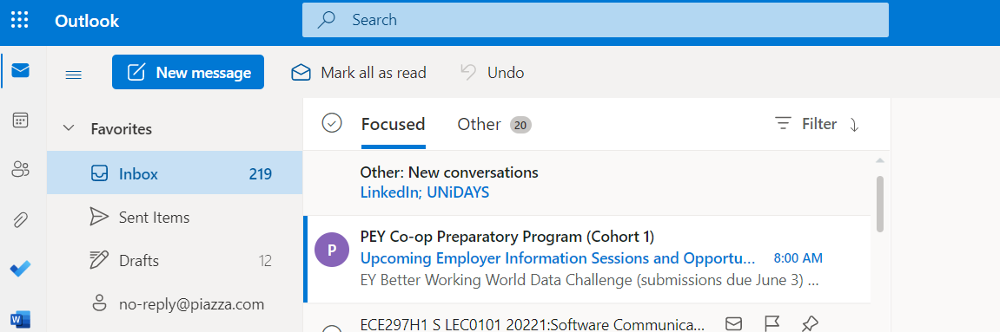 Outlook
Search
New message
Mark all as read
Undo
Favorites
Inbox 219
Sent Items
Drafts 12
no-reply@piazza.com
Focused
Other 20
Filter
Other: New conversations
LinkedIn; UNiDAYS
P
PEY Co-op Preparatory Program (Cohort 1)
Upcoming Employer Information Sessions and Opportu... 8:00 AM
EY Better Working World Data Challenge (submissions due June 3) ...
ECE297H1 S LEC0101 20221:Software Communica...